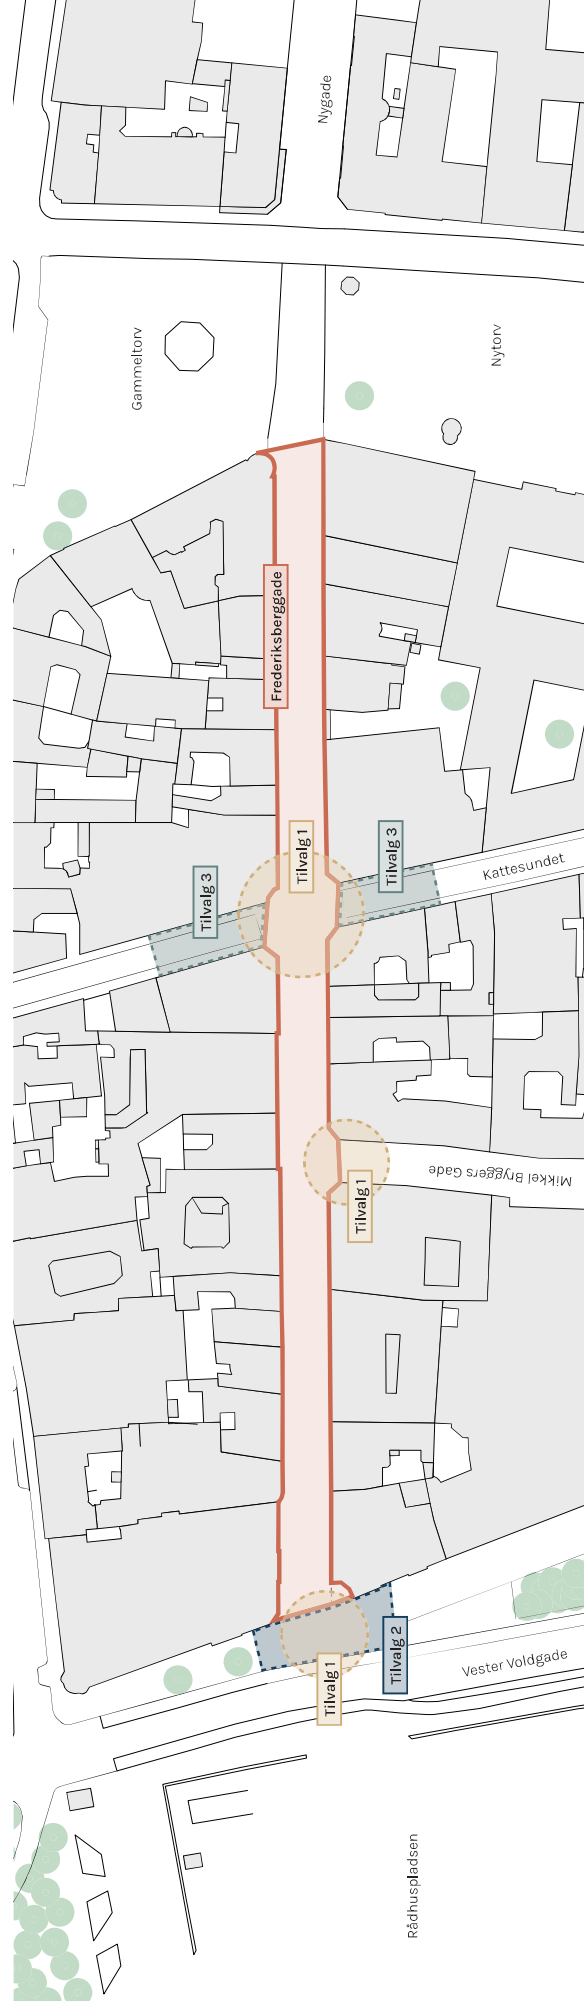 Nygade
Gammeltorv
Nytorv
Frederiksberggade
Tilvalg 1
Tilvalg 3
Tilvalg 3
Kattesundet
Mikkel Bryggers Gade
Tilvalg 1
Tilvalg 2
Tilvalg 1
Vester Voldgade
Rådhuspladsen